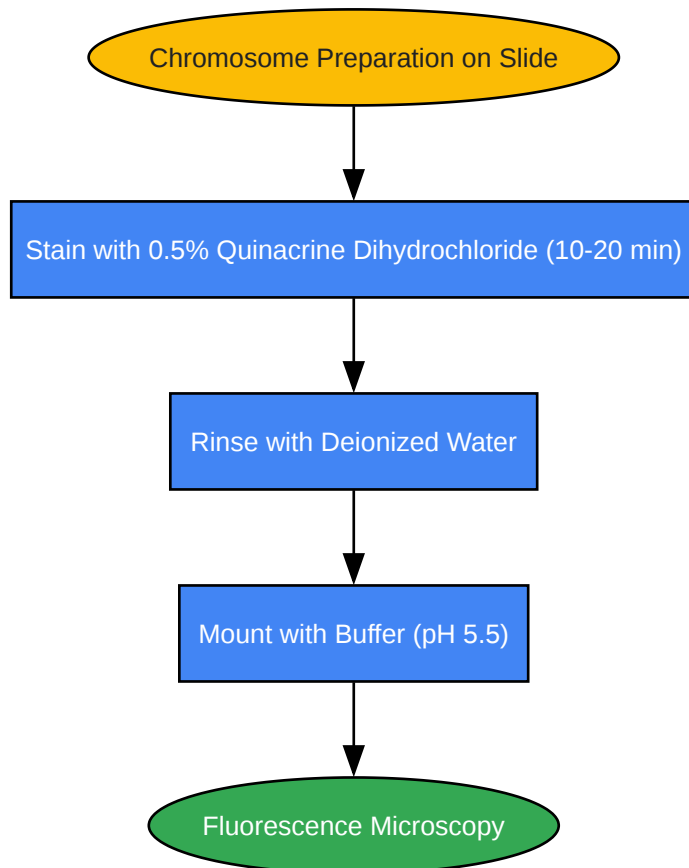 Chromosome Preparation on Slide
Stain with 0.5% Quinacrine Dihydrochloride (10-20 min)
Rinse with Deionized Water
Mount with Buffer (pH 5.5)
Fluorescence Microscopy